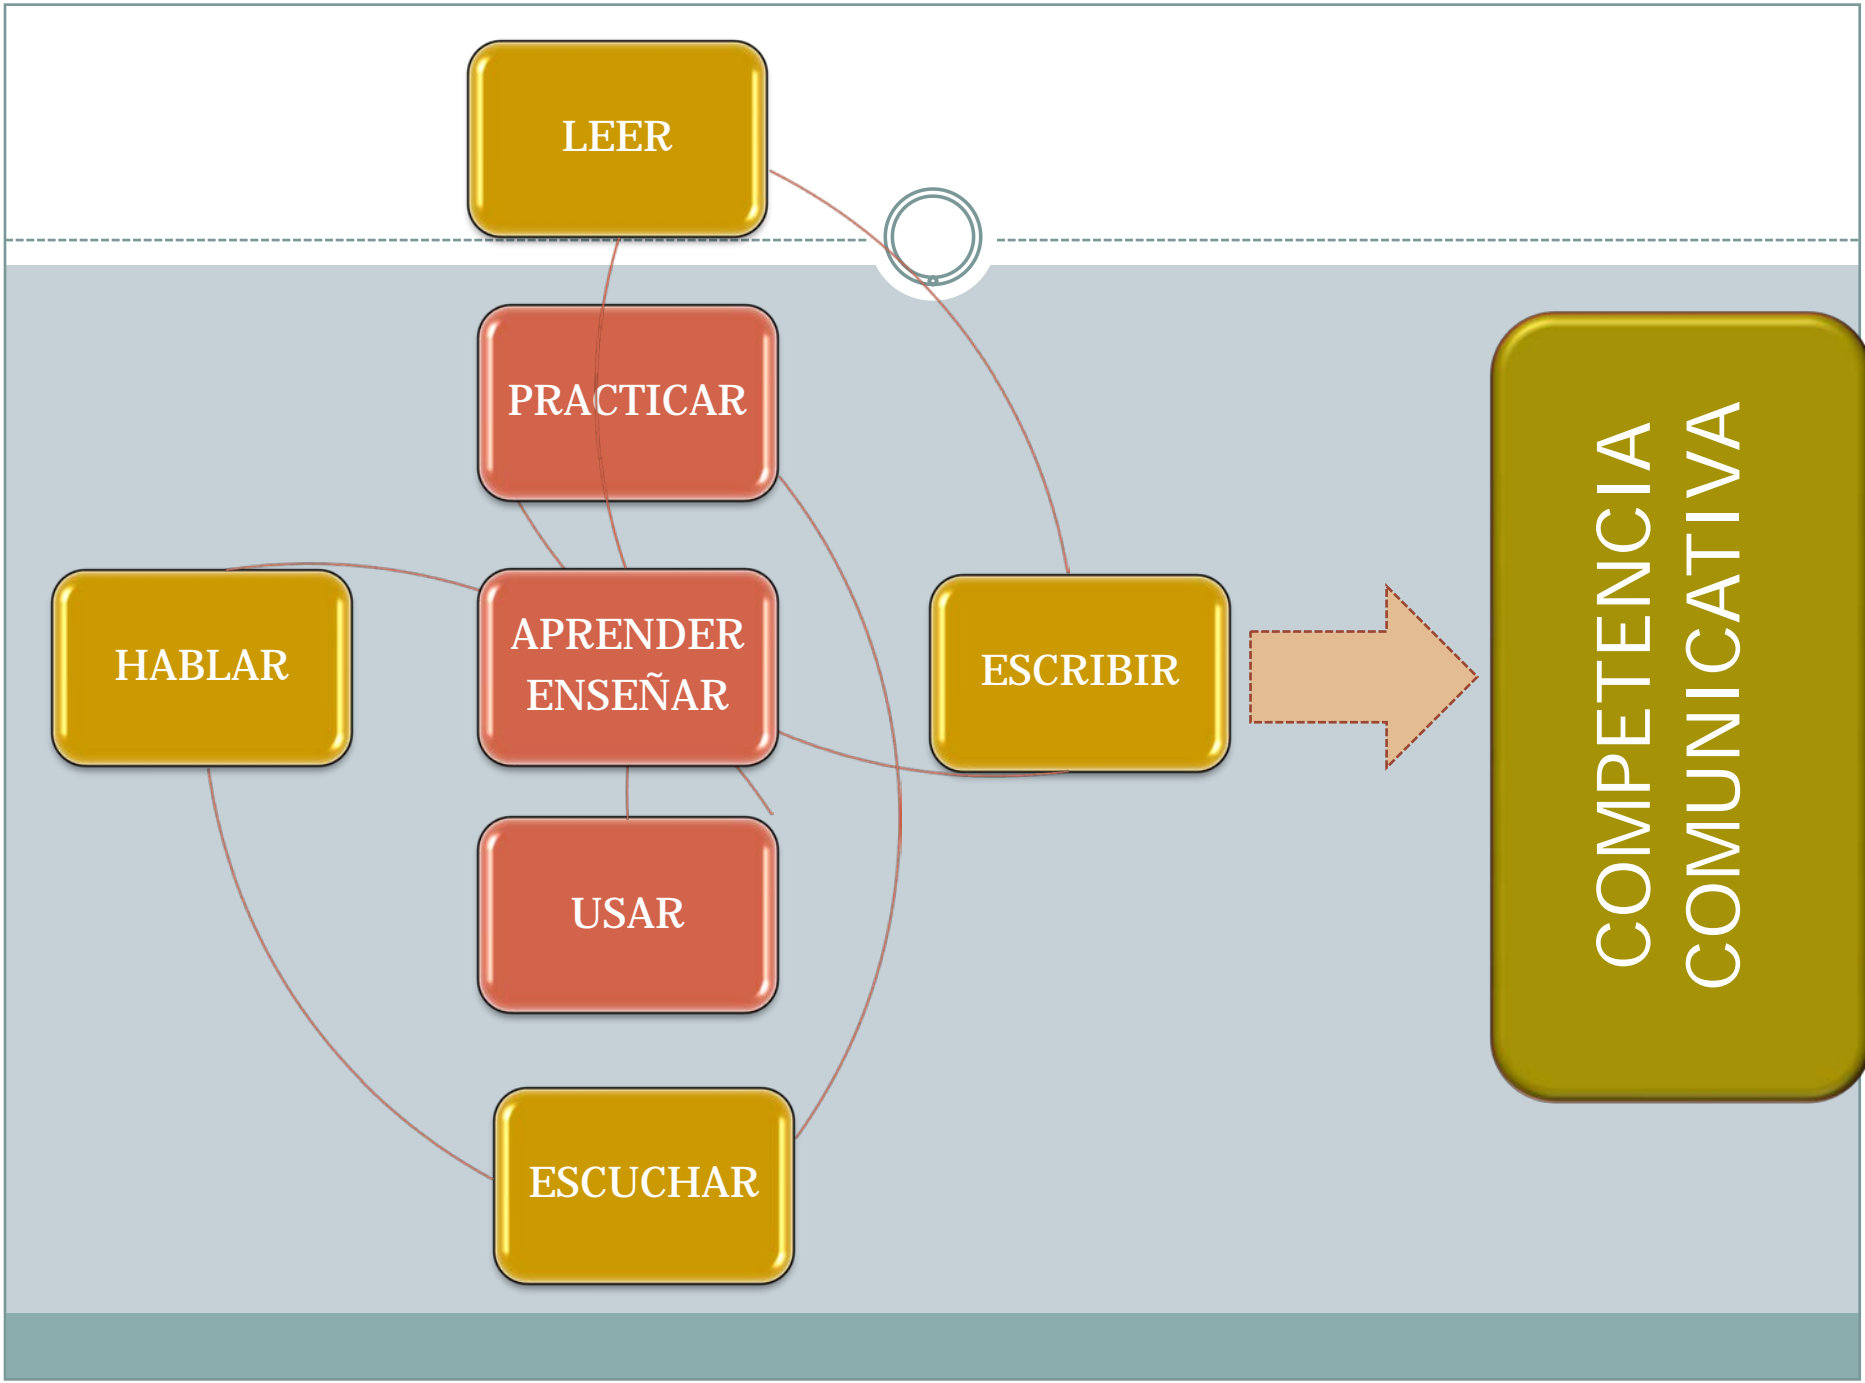 LEER
PRACTICAR
HABLAR
APRENDER
ENSEÑAR
ESCRIBIR
USAR
ESCUCHAR
COMPETENCIA
COMUNICATIVA